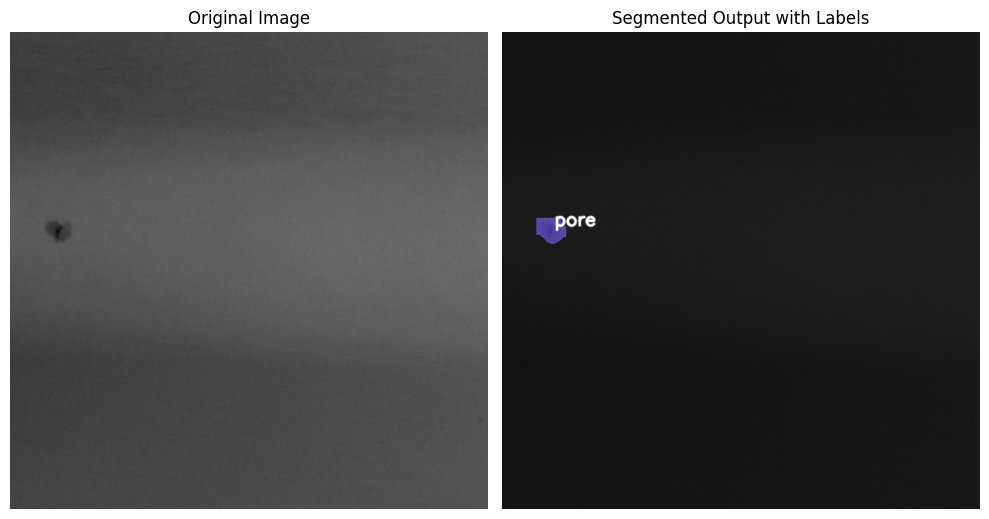 Original Image
Segmented Output with Labels
pore